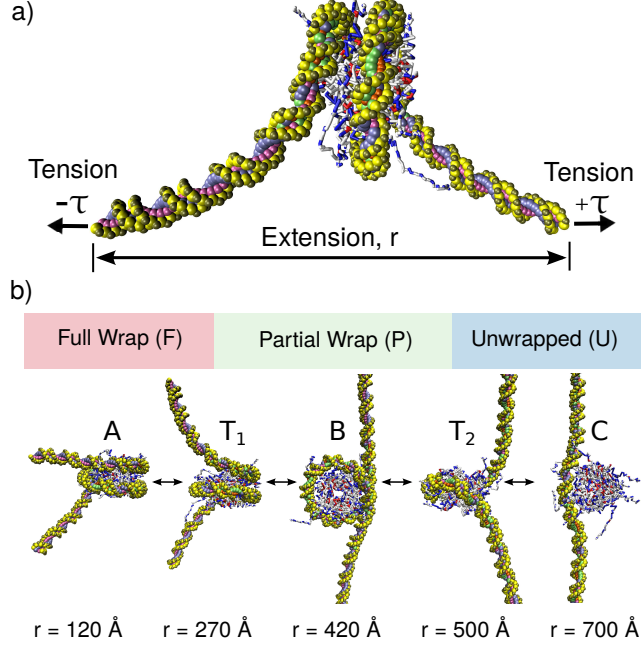 a)
Tension
-τ
Tension
+τ
Extension, r
b)
Full Wrap (F) Partial Wrap (P) Unwrapped (U)
A T1 B T2 C
r = 120 Å r = 270 Å r = 420 Å r = 500 Å r = 700 Å